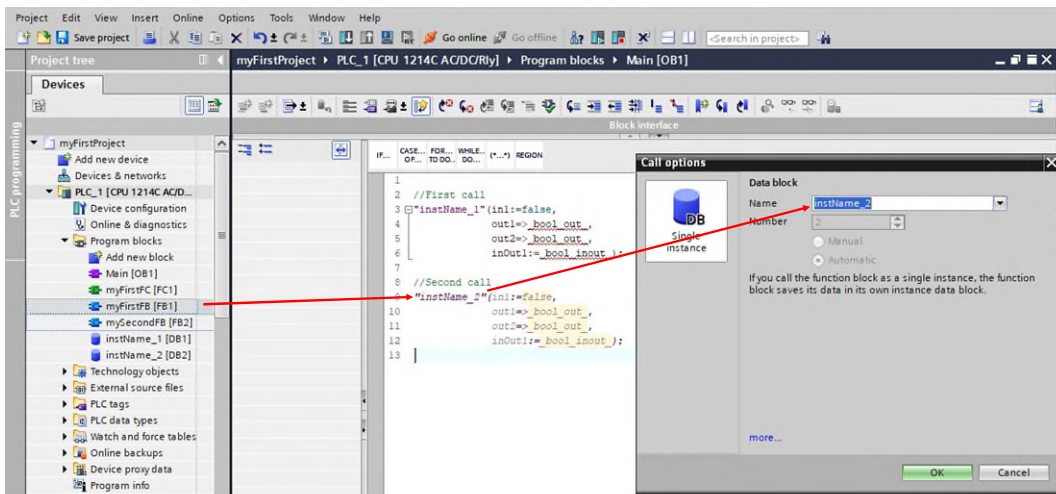 Project Edit View Insert Online Options Tools Window Help
Save project Go online Go offline <Search in project>
Project tree
myFirstProject ▸ PLC_1 [CPU 1214C AC/DC/Rly] ▸ Program blocks ▸ Main [OB1]
Devices
PLC programming
Block interface
myFirstProject
Add new device
Devices & networks
PLC_1 [CPU 1214C AC/D...
Device configuration
Online & diagnostics
Program blocks
Add new block
Main [OB1]
myFirstFC [FC1]
myFirstFB [FB1]
mySecondFB [FB2]
instName_1 [DB1]
instName_2 [DB2]
Technology objects
External source files
PLC tags
PLC data types
Watch and force tables
Online backups
Device proxy data
Program info
IF... CASE... OF... FOR... TO DO.. WHILE.. DO... (*...*) REGION
1
2 //First call
3 "instName_1"(in1:=false,
4 out1=>_bool_out_,
5 out2=>_bool_out_,
6 inOut1:=_bool_inout_);
7
8 //Second call
9 "instName_2"(in1:=false,
10 out1=>_bool_out_,
11 out2=>_bool_out_,
12 inOut1:=_bool_inout_);
13
Call options
DB
Single
instance
Data block
Name instName_2
Number 2
Manual
Automatic
If you call the function block as a single instance, the function
block saves its data in its own instance data block.
more...
OK Cancel